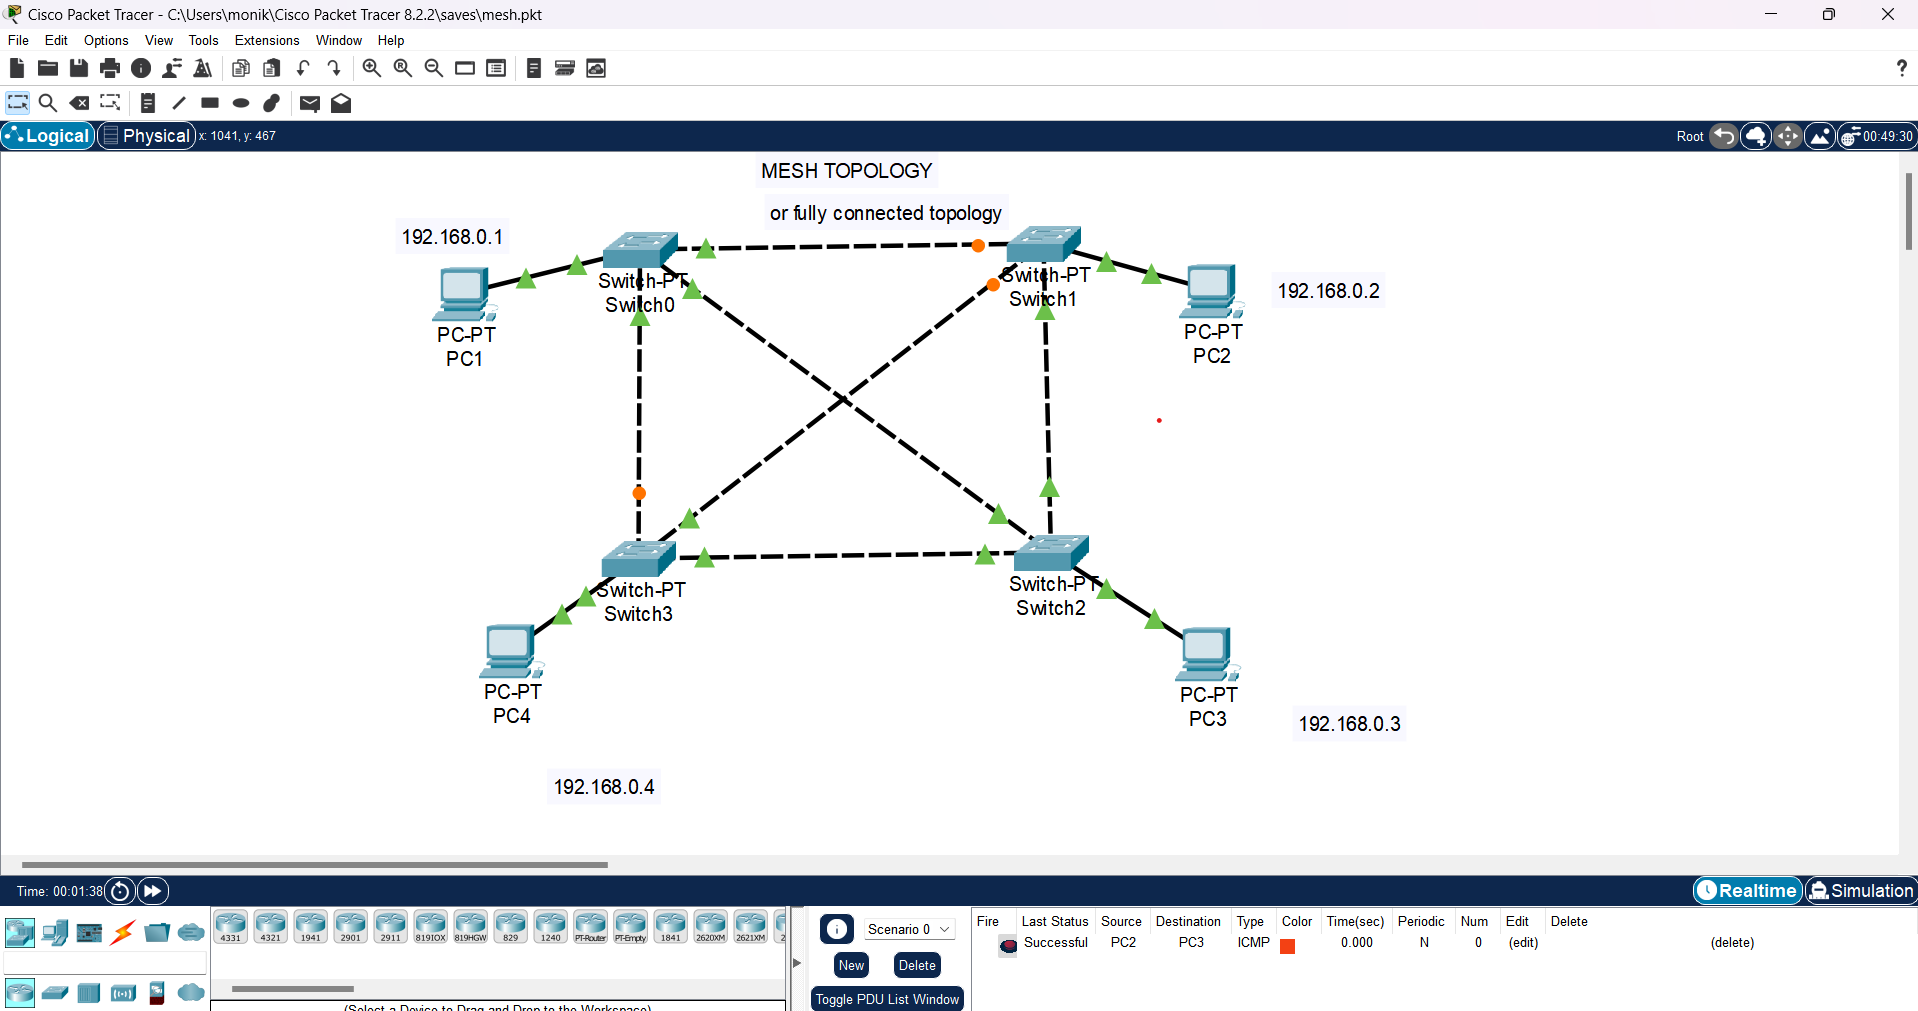 Cisco Packet Tracer - C:\Users\monik\Cisco Packet Tracer 8.2.2\saves\mesh.pkt
File Edit Options View Tools Extensions Window Help
?
Logical Physical x: 1041, y: 467
Root 00:49:30
MESH TOPOLOGY
or fully connected topology
192.168.0.1
Switch-PT
Switch0
PC-PT
PC1
Switch-PT
Switch1
PC-PT
PC2
192.168.0.2
Switch-PT
Switch3
Switch-PT
Switch2
PC-PT
PC4
PC-PT
PC3
192.168.0.3
192.168.0.4
Time: 00:01:38
Realtime Simulation
4331 4321 1941 2901 2911 819IOX 819HGW 829 1240 PT-Router PT-Empty 1841 2620XM 2621XM 2
(Select a Device to Drag and Drop to the Workspace)
Scenario 0
New Delete
Toggle PDU List Window
Fire Last Status Source Destination Type Color Time(sec) Periodic Num Edit Delete
Successful PC2 PC3 ICMP 0.000 N 0 (edit) (delete)